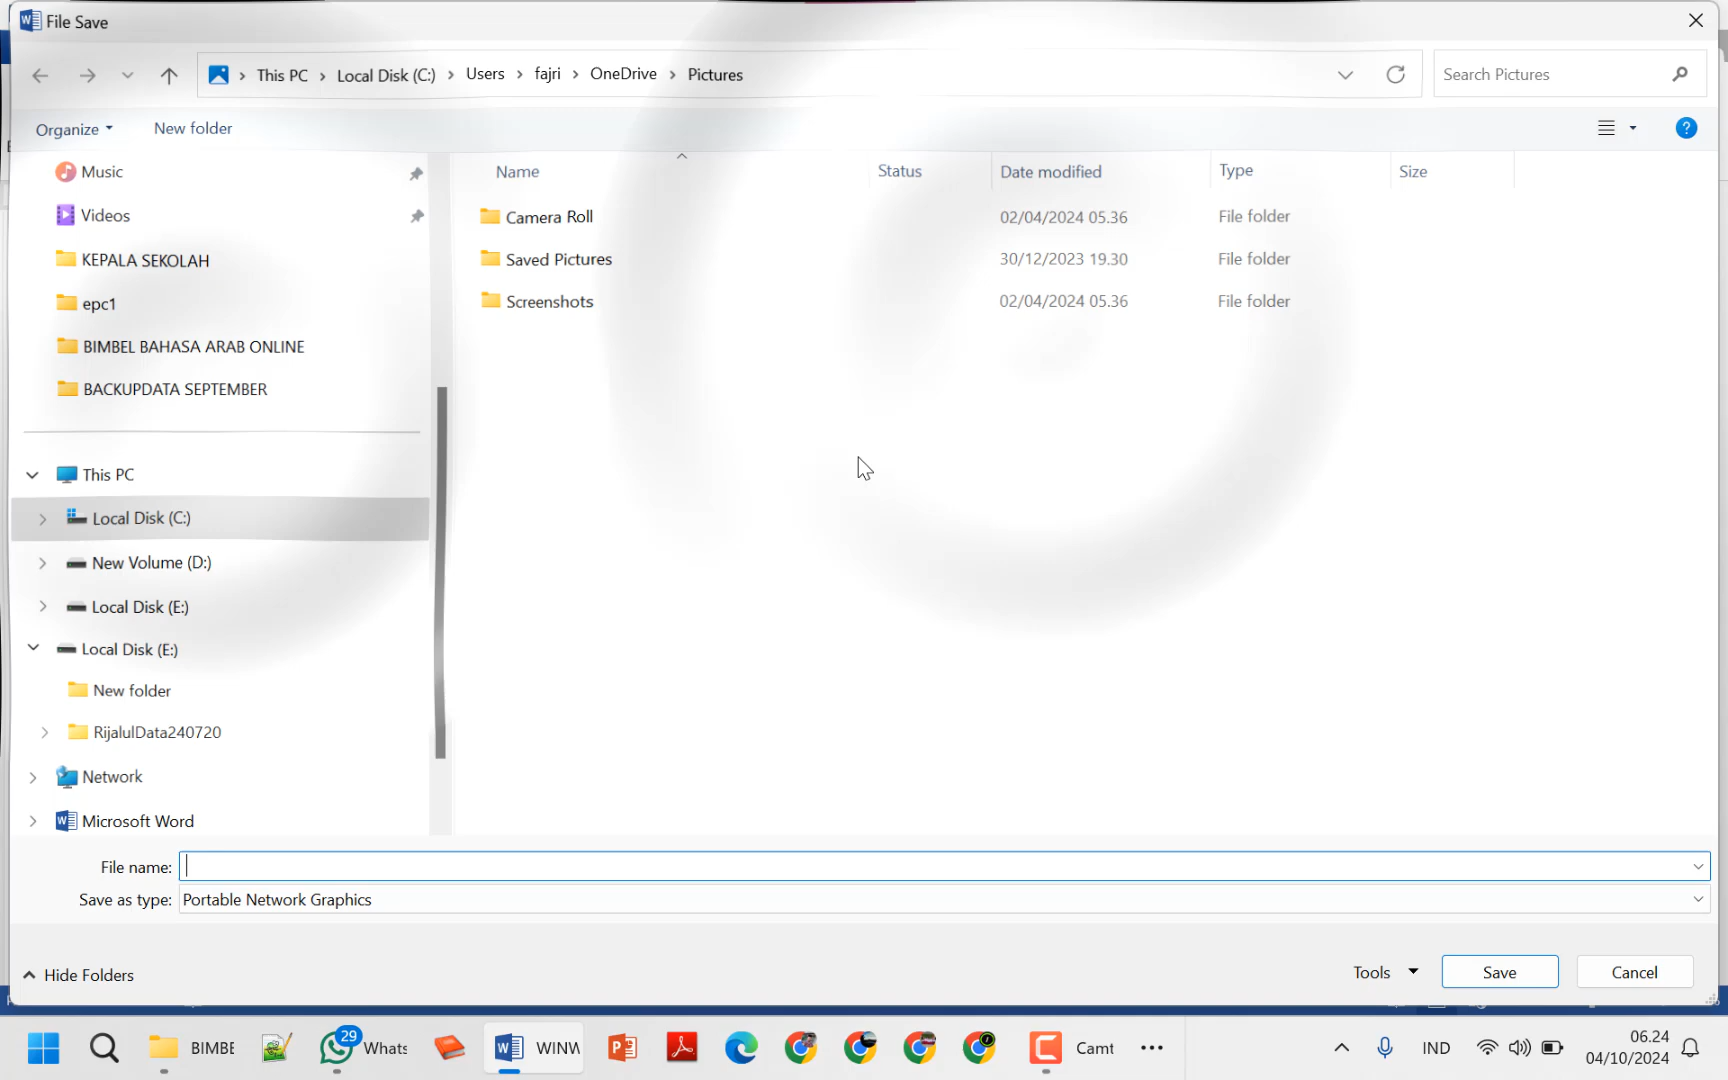 File Save
This PC > Local Disk (C:) > Users > fajri > OneDrive > Pictures
Search Pictures
Organize
New folder
?
Music
Videos
KEPALA SEKOLAH
epc1
BIMBEL BAHASA ARAB ONLINE
BACKUPDATA SEPTEMBER
This PC
Local Disk (C:)
New Volume (D:)
Local Disk (E:)
Local Disk (E:)
New folder
RijalulData240720
Network
Microsoft Word
Name Status Date modified Type Size
Camera Roll 02/04/2024 05.36 File folder
Saved Pictures 30/12/2023 19.30 File folder
Screenshots 02/04/2024 05.36 File folder
File name:
Save as type: Portable Network Graphics
Hide Folders
Tools
Save
Cancel
BIMBE
29
Whats
WINW
Camt
IND
06.24
04/10/2024